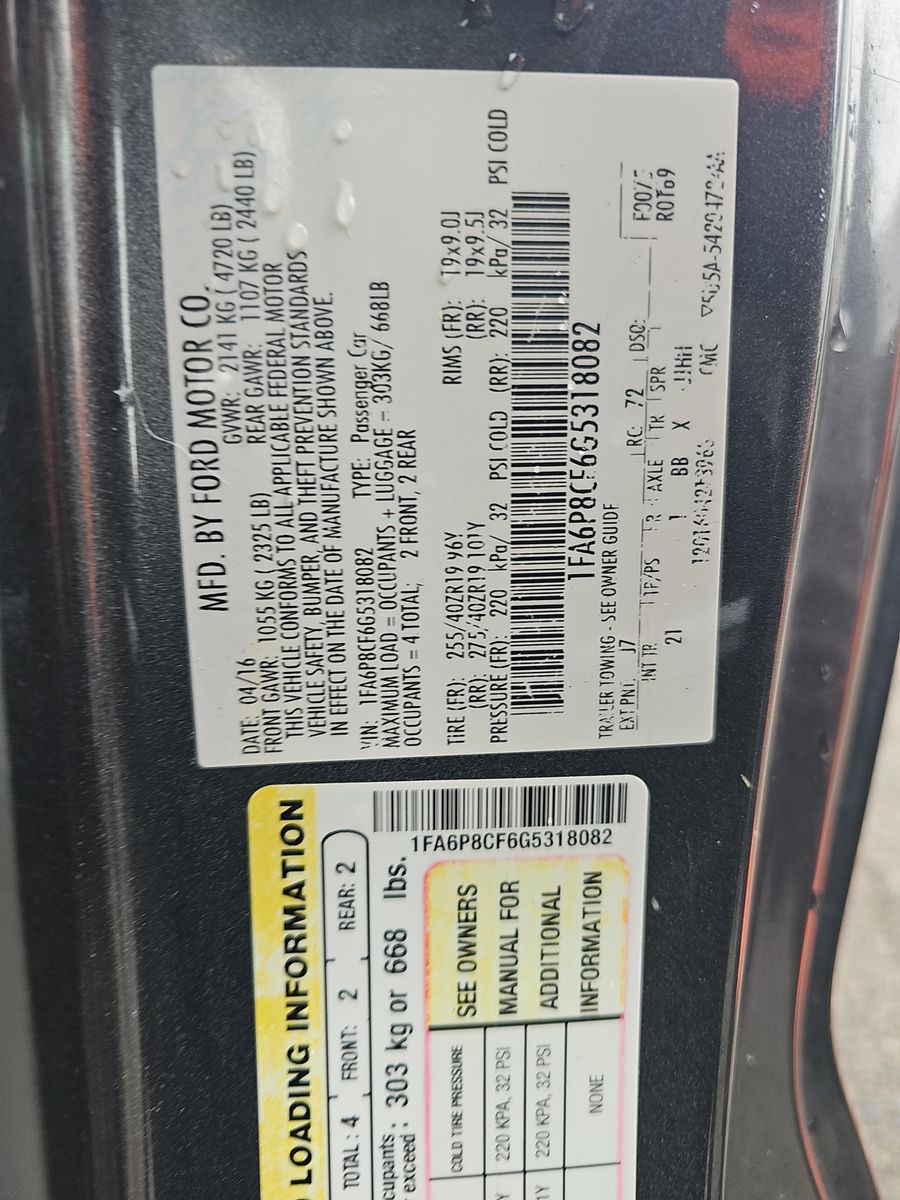 MFD. BY FORD MOTOR CO.
DATE: 04/16 GVWR: 2141 KG ( 4720 LB)
FRONT GAWR: 1055 KG ( 2325 LB) REAR GAWR: 1107 KG ( 2440 LB)
THIS VEHICLE CONFORMS TO ALL APPLICABLE FEDERAL MOTOR
VEHICLE SAFETY, BUMPER, AND THEFT PREVENTION STANDARDS
IN EFFECT ON THE DATE OF MANUFACTURE SHOWN ABOVE.
VIN: 1FA6P8CF6G5318082 TYPE: Passenger Car
MAXIMUM LOAD = OCCUPANTS + LUGGAGE = 303KG/ 668LB
OCCUPANTS = 4 TOTAL, 2 FRONT, 2 REAR
TIRE (FR): 255/40ZR19 96Y RIMS (FR): 19x9.0J
(RR): 275/40ZR19 101Y (RR): 19x9.5J
PRESSURE (FR): 220 kPa/ 32 PSI COLD (RR): 220 kPa/ 32 PSI COLD
1FA6P8CF6G5318082
TRAILER TOWING - SEE OWNER GUIDE
EXT PNT: J7 RC: 72 DSO:
INT TR TP/PS R AXLE TR SPR
21 1 BB X
LOADING INFORMATION
TOTAL : 4 FRONT: 2 REAR: 2
303 kg or 668 lbs.
1FA6P8CF6G5318082
COLD TIRE PRESSURE
220 KPA, 32 PSI
220 KPA, 32 PSI
NONE
SEE OWNERS
MANUAL FOR
ADDITIONAL
INFORMATION